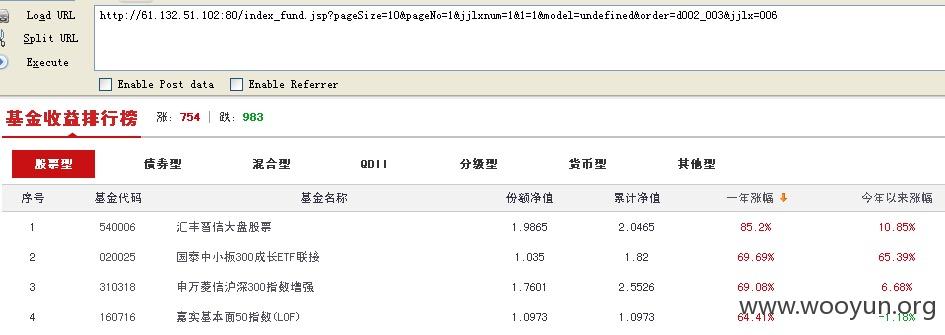 Load URL
http://61.132.51.102:80/index_fund.jsp?pageSize=10&pageNo=1&jjlxnum=1&1=1&model=undefined&order=d002_003&jjlx=006
Split URL
Execute
Enable Post data Enable Referrer
基金收益排行榜 涨: 754 | 跌: 983
股票型 债券型 混合型 QDII 分级型 货币型 其他型
序号 基金代码 基金名称 份额净值 累计净值 一年涨幅 今年以来涨幅
1 540006 汇丰晋信大盘股票 1.9865 2.0465 85.2% 10.85%
2 020025 国泰中小板300成长ETF联接 1.035 1.82 69.69% 65.39%
3 310318 申万菱信沪深300指数增强 1.7601 2.5526 69.08% 6.68%
4 160716 嘉实基本面50指数(LOF) 1.0973 1.0973 64.41% -1.18%
www.wooyun.org